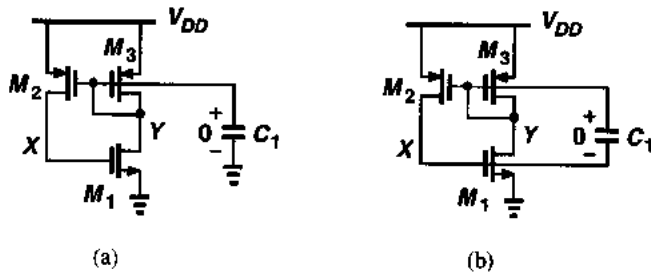 V_DD
M_3
M_2
+
0
−
C_1
X
Y
M_1
(a)
V_DD
M_3
M_2
+
0
−
C_1
X
Y
M_1
(b)